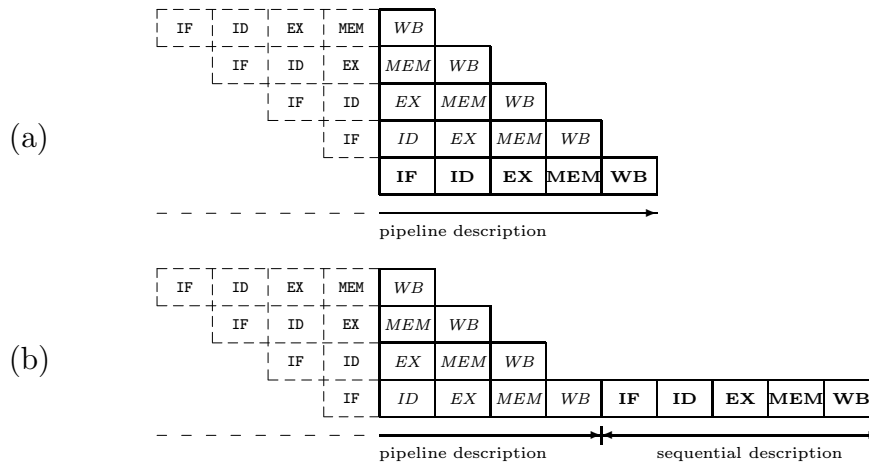 IF ID EX MEM WB
IF ID EX MEM WB
IF ID EX MEM WB
(a)
IF ID EX MEM WB
IF ID EX MEM WB
pipeline description
IF ID EX MEM WB
IF ID EX MEM WB
(b)
IF ID EX MEM WB
IF ID EX MEM WB IF ID EX MEM WB
pipeline description sequential description